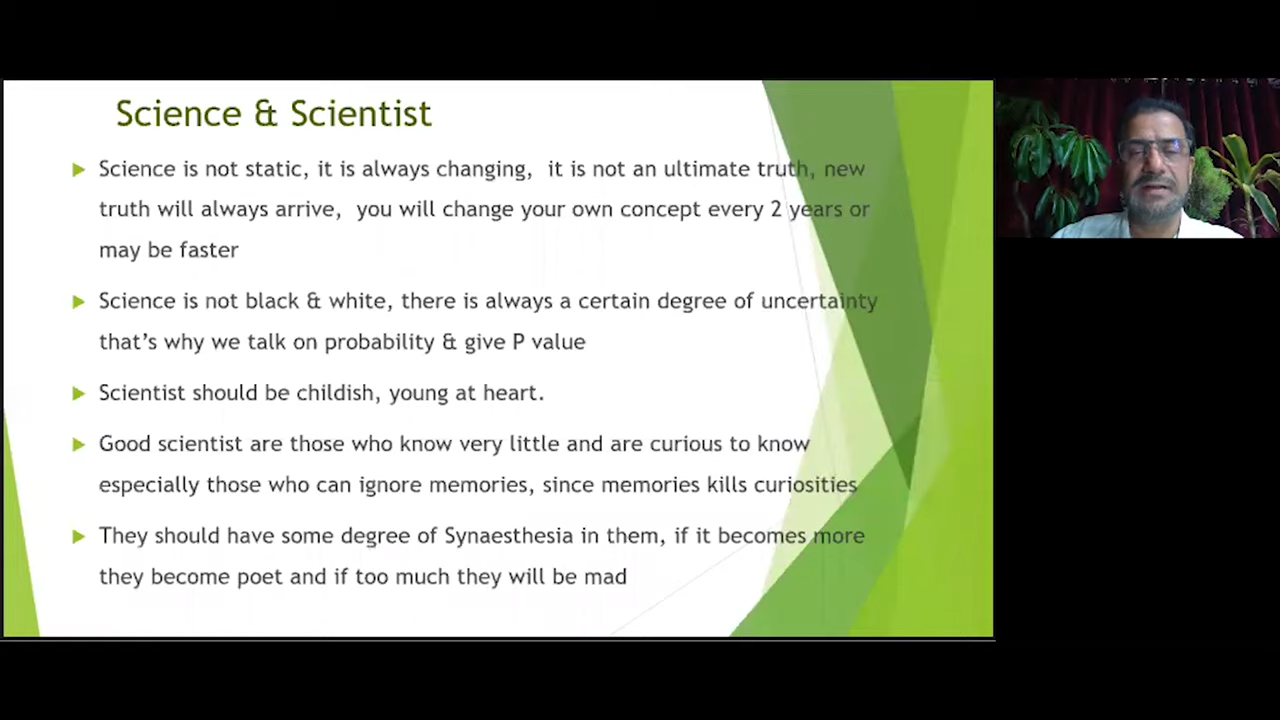 Science & Scientist
Science is not static, it is always changing, it is not an ultimate truth, new
truth will always arrive, you will change your own concept every 2 years or
may be faster
Science is not black & white, there is always a certain degree of uncertainty
that's why we talk on probability & give P value
Scientist should be childish, young at heart.
Good scientist are those who know very little and are curious to know
especially those who can ignore memories, since memories kills curiosities
They should have some degree of Synaesthesia in them, if it becomes more
they become poet and if too much they will be mad